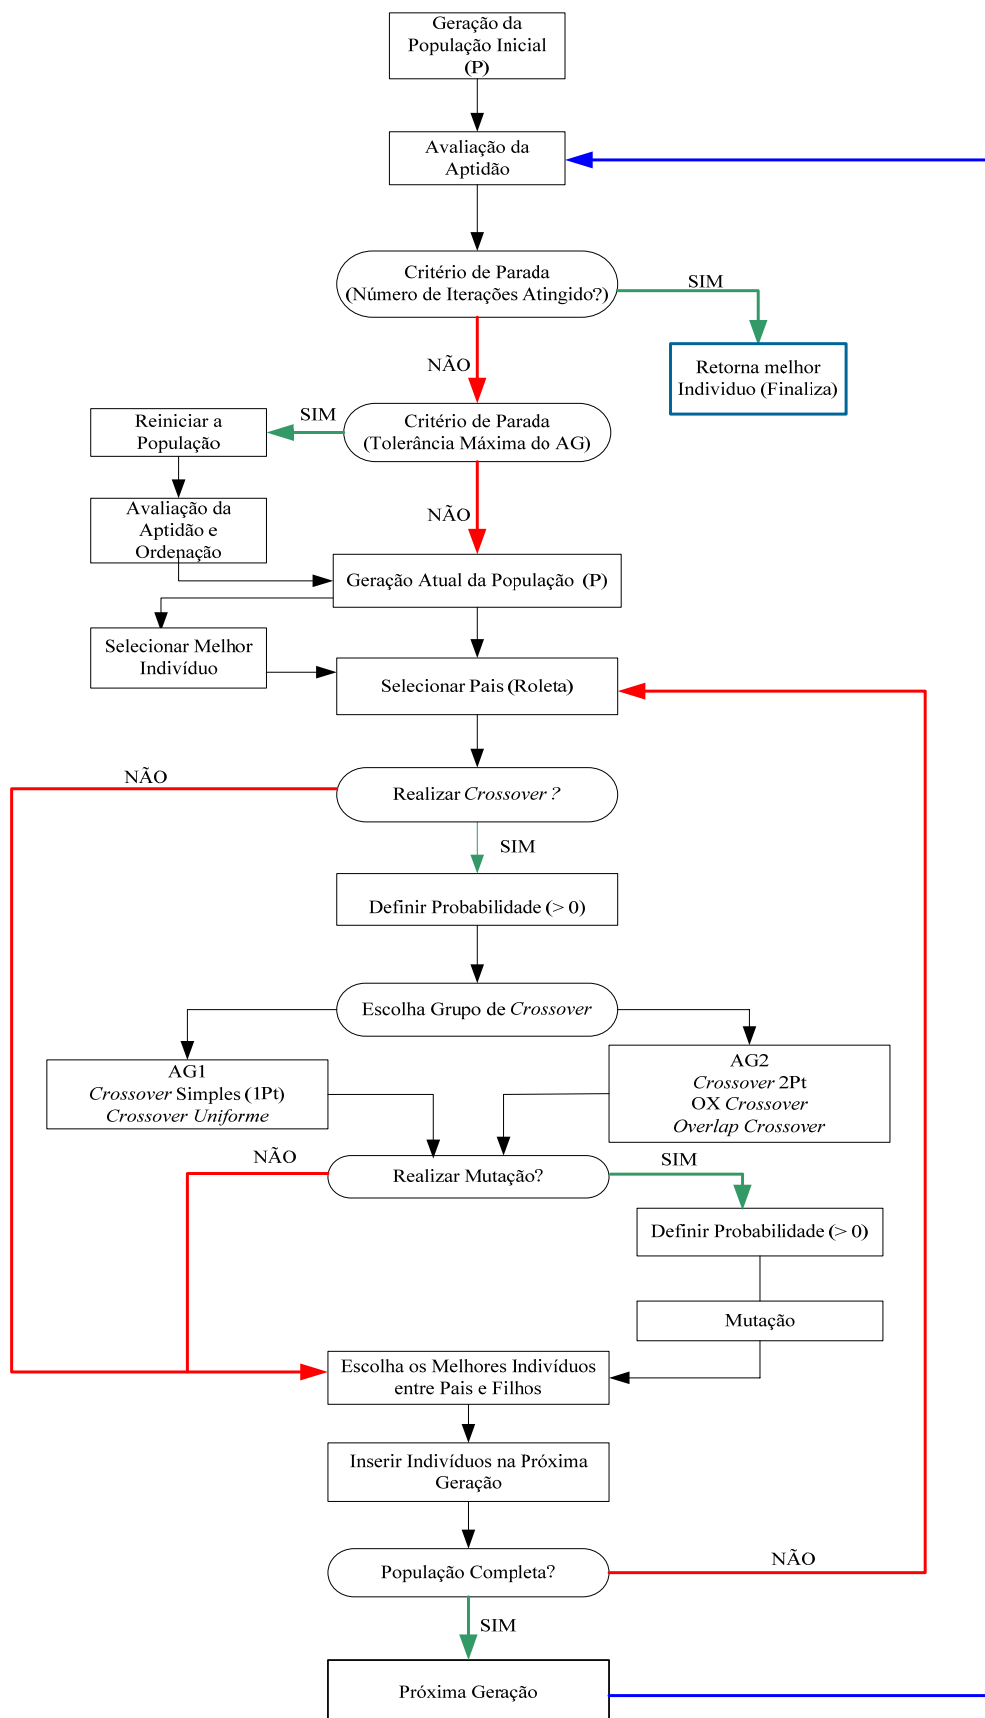 Geração da
População Inicial
(P)
Avaliação da
Aptidão
Critério de Parada
(Número de Iterações Atingido?)
SIM
Retorna melhor
Individuo (Finaliza)
NÃO
Critério de Parada
(Tolerância Máxima do AG)
SIM
Reiniciar a
População
Avaliação da
Aptidão e
Ordenação
NÃO
Geração Atual da População (P)
Selecionar Melhor
Indivíduo
Selecionar Pais (Roleta)
NÃO
Realizar Crossover ?
SIM
Definir Probabilidade (> 0)
Escolha Grupo de Crossover
AG1
Crossover Simples (1Pt)
Crossover Uniforme
AG2
Crossover 2Pt
OX Crossover
Overlap Crossover
NÃO
Realizar Mutação?
SIM
Definir Probabilidade (> 0)
Mutação
Escolha os Melhores Indivíduos
entre Pais e Filhos
Inserir Indivíduos na Próxima
Geração
População Completa?
NÃO
SIM
Próxima Geração